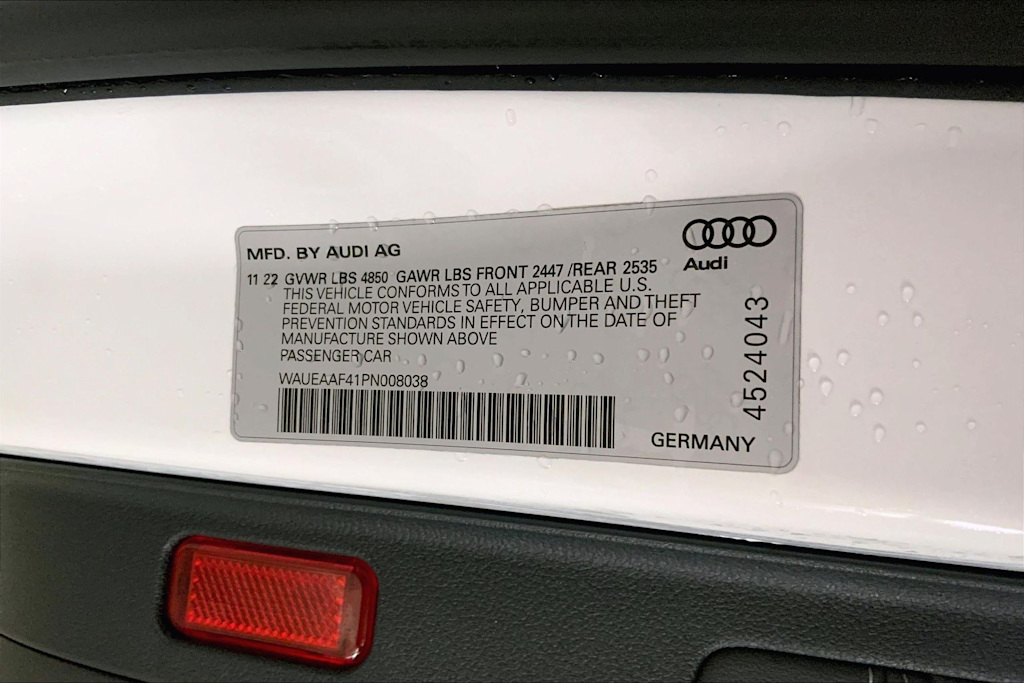 MFD. BY AUDI AG
Audi
11 22 GVWR LBS 4850 GAWR LBS FRONT 2447 /REAR 2535
THIS VEHICLE CONFORMS TO ALL APPLICABLE U.S.
FEDERAL MOTOR VEHICLE SAFETY, BUMPER AND THEFT
PREVENTION STANDARDS IN EFFECT ON THE DATE OF
MANUFACTURE SHOWN ABOVE
PASSENGER CAR
WAUEAAF41PN008038
4524043
GERMANY